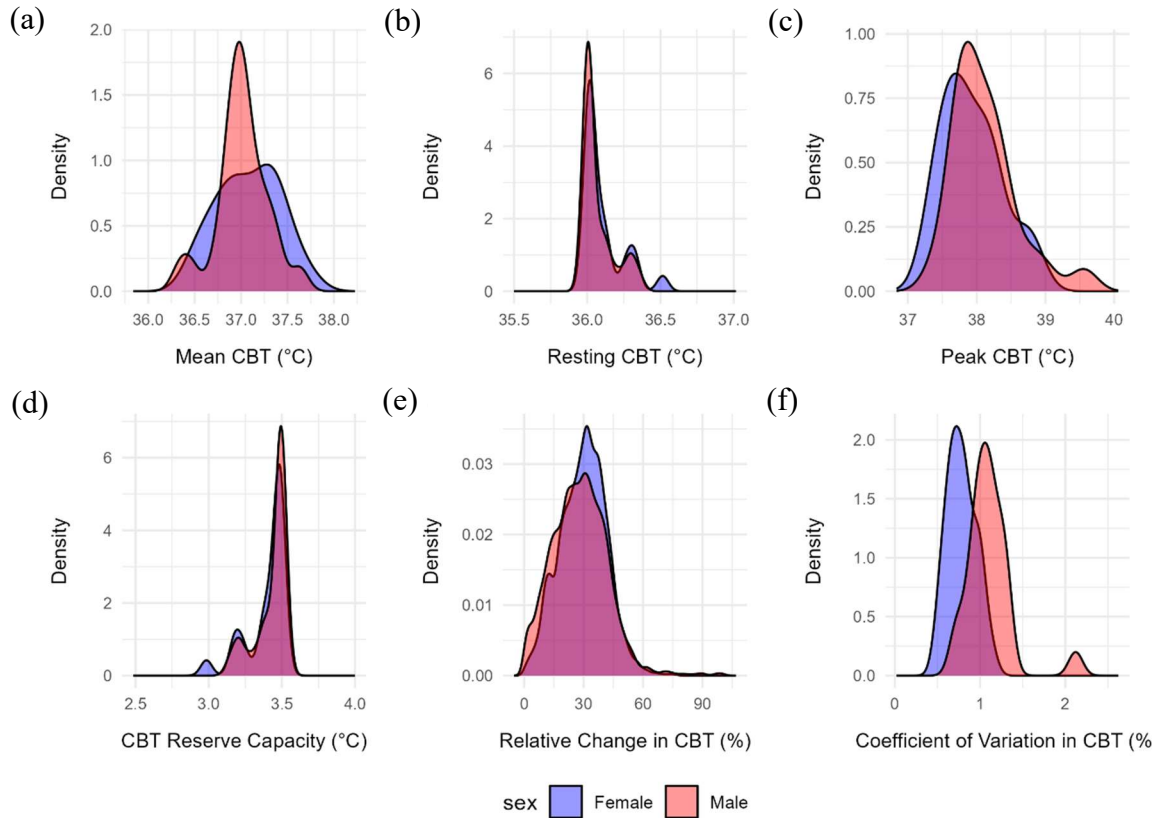 (a)
(b)
(c)
2.0
1.5
1.0
0.5
0.0
Density
36.0 36.5 37.0 37.5 38.0
Mean CBT (°C)
6
4
2
0
Density
35.5 36.0 36.5 37.0
Resting CBT (°C)
1.00
0.75
0.50
0.25
0.00
Density
37 38 39 40
Peak CBT (°C)
(d)
(e)
(f)
6
4
2
0
Density
2.5 3.0 3.5 4.0
CBT Reserve Capacity (°C)
0.03
0.02
0.01
0.00
Density
0 30 60 90
Relative Change in CBT (%)
2.0
1.5
1.0
0.5
0.0
Density
0 1 2
Coefficient of Variation in CBT (%
sex Female Male